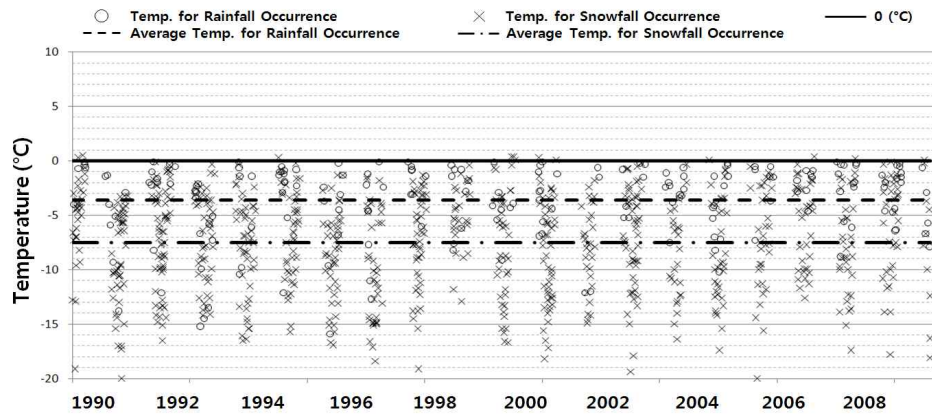 Temp. for Rainfall Occurrence Temp. for Snowfall Occurrence 0 (°C)
Average Temp. for Rainfall Occurrence Average Temp. for Snowfall Occurrence
Temperature (°C)
10
5
0
-5
-10
-15
-20
1990 1992 1994 1996 1998 2000 2002 2004 2006 2008